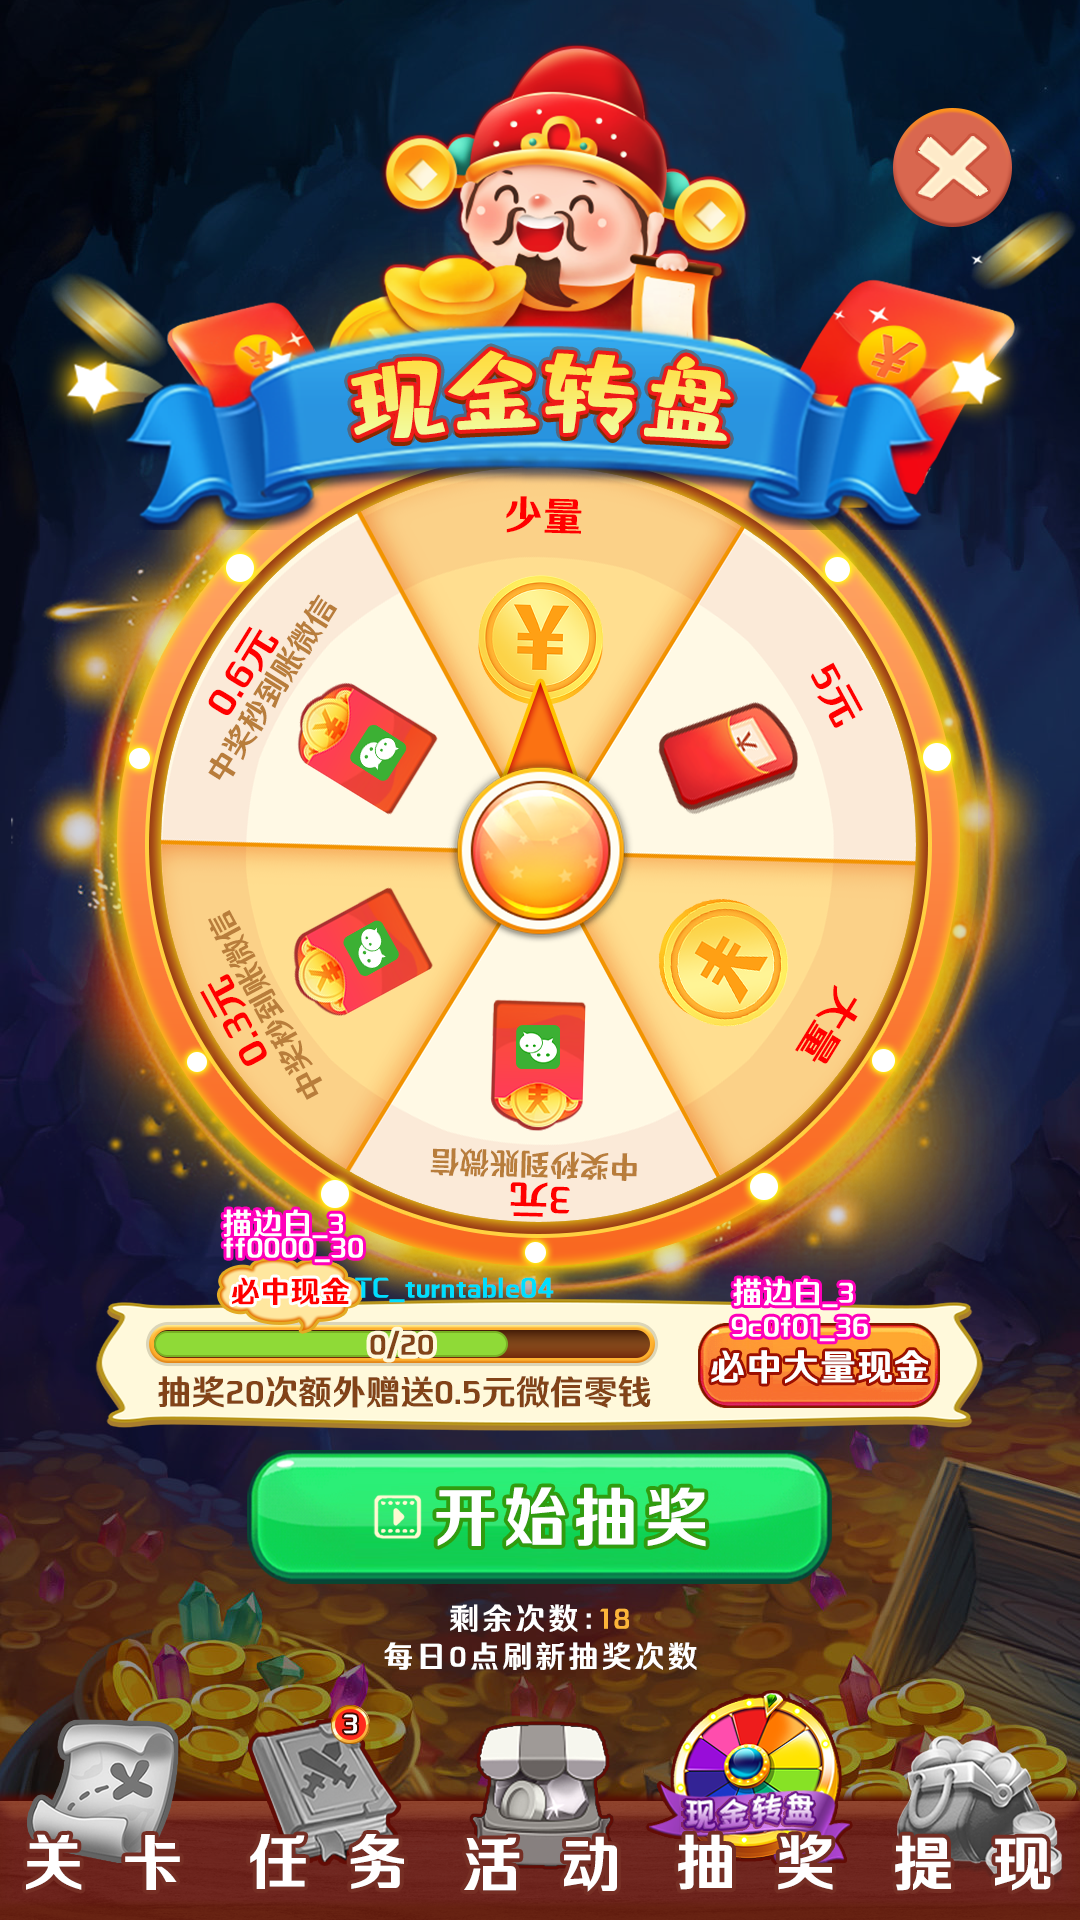 现金转盘
少量
0.6元
中奖秒到账微信
5元
0.3元
中奖秒到账微信
大量
中奖秒到账微信
3元
描边白_3
ff0000_30
必中现金
TC_turntable04
描边白_3
9c0f01_36
0/20
必中大量现金
抽奖20次额外赠送0.5元微信零钱
开始抽奖
剩余次数:18
每日0点刷新抽奖次数
3
现金转盘
关卡
任务
活动
抽奖
提现